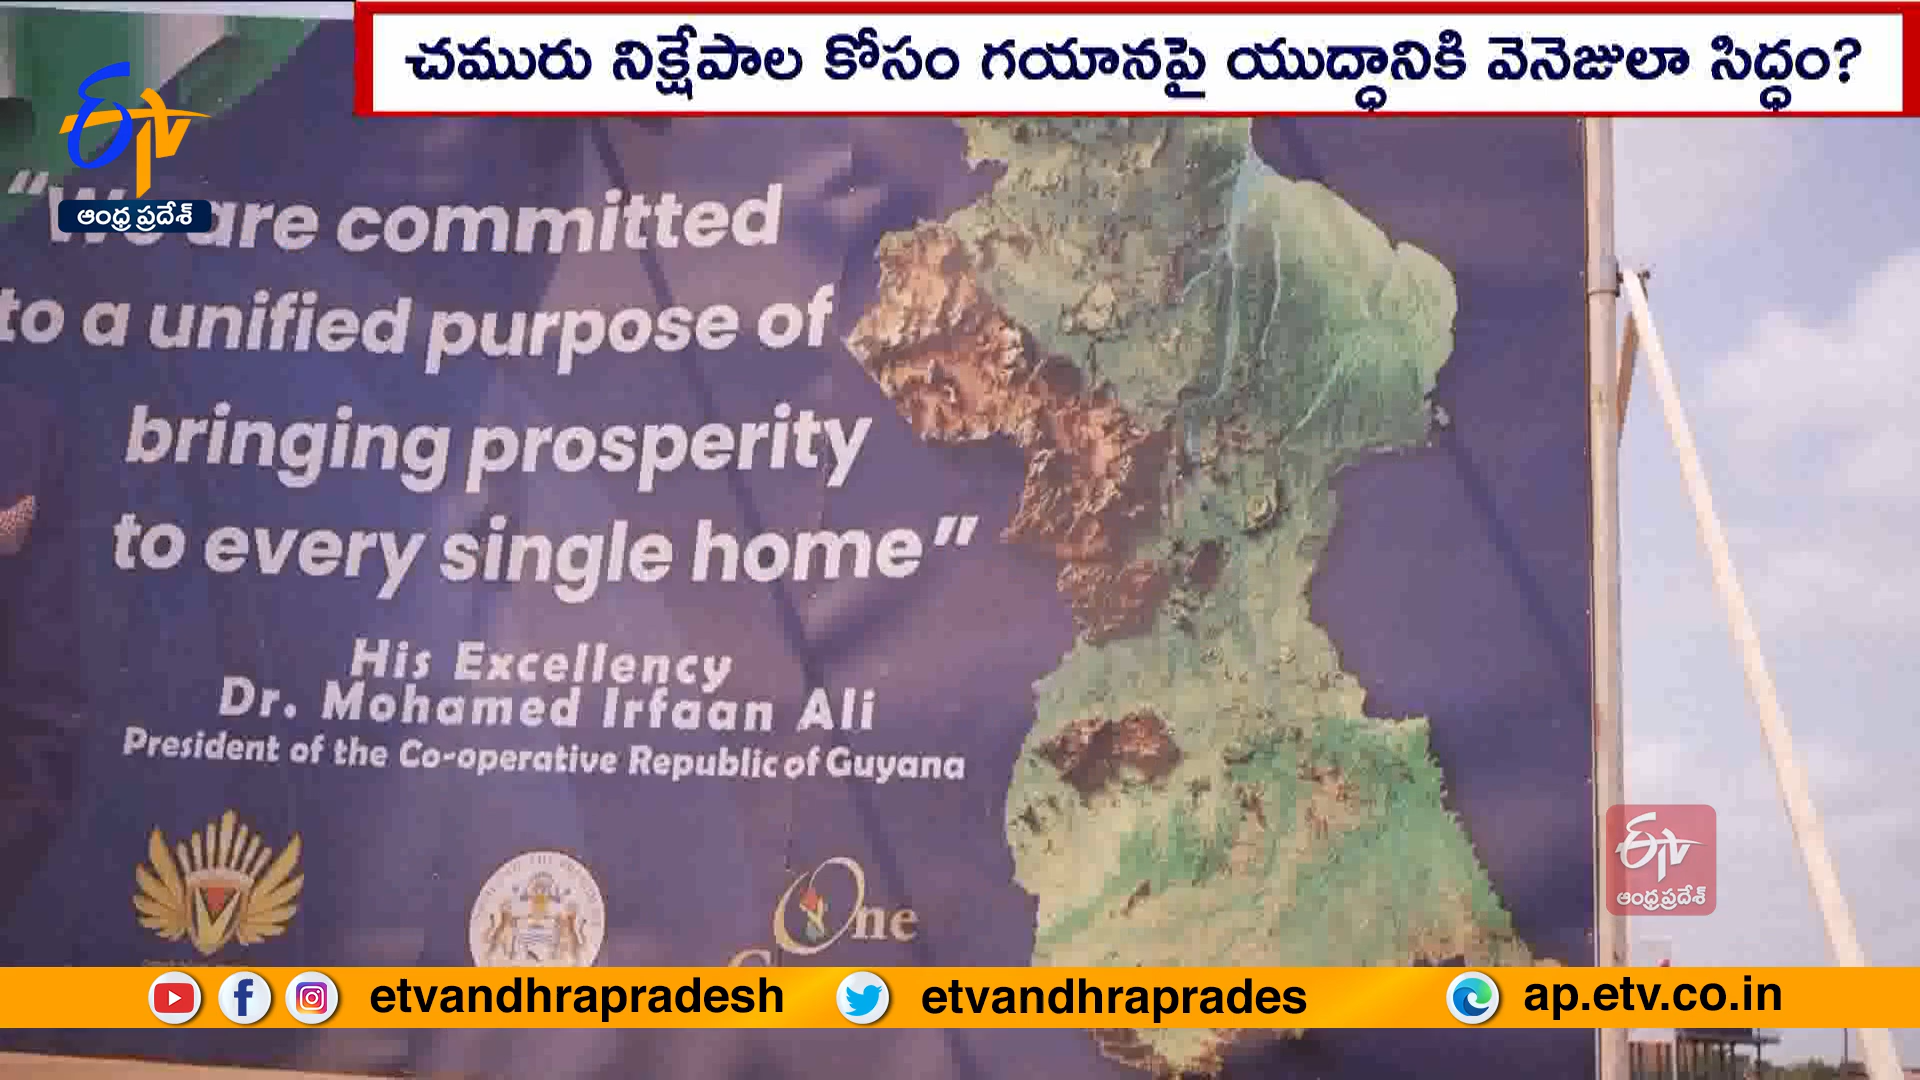 చమురు నిక్షేపాల కోసం గయానపై యుద్ధానికి వెనెజులా సిద్ధం?
ఈTV
ఆంధ్ర ప్రదేశ్
"We are committed
to a unified purpose of
bringing prosperity
to every single home"
His Excellency
Dr. Mohamed Irfaan Ali
President of the Co-operative Republic of Guyana
One
ఈTV
ఆంధ్రప్రదేశ్
etvandhrapradesh
etvandhraprades
ap.etv.co.in